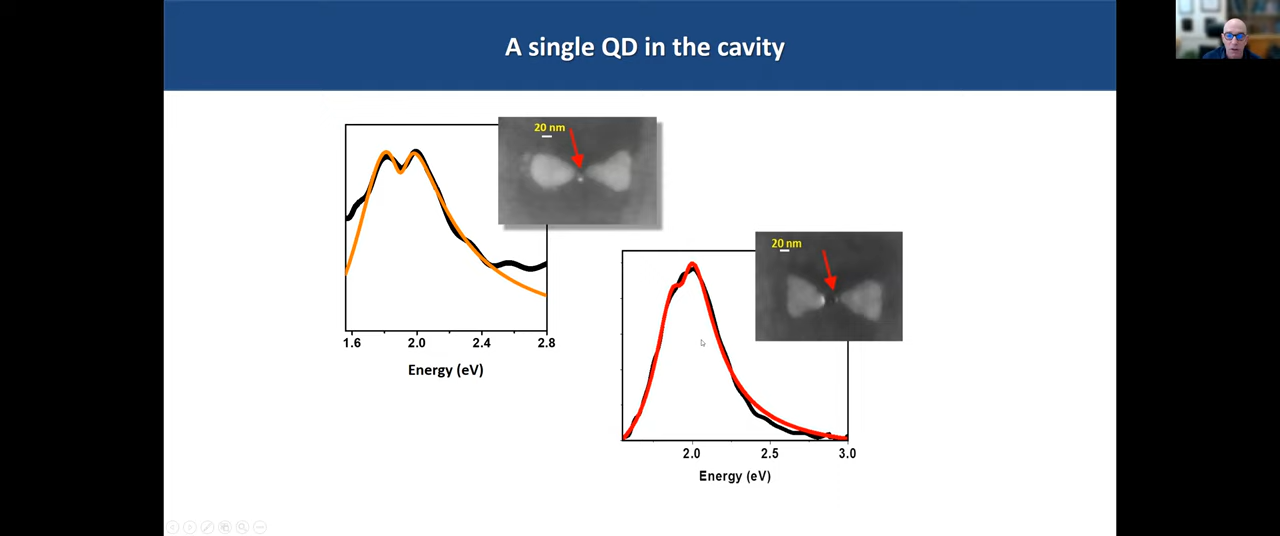 A single QD in the cavity
20 nm
1.6 2.0 2.4 2.8
Energy (eV)
20 nm
2.0 2.5 3.0
Energy (eV)